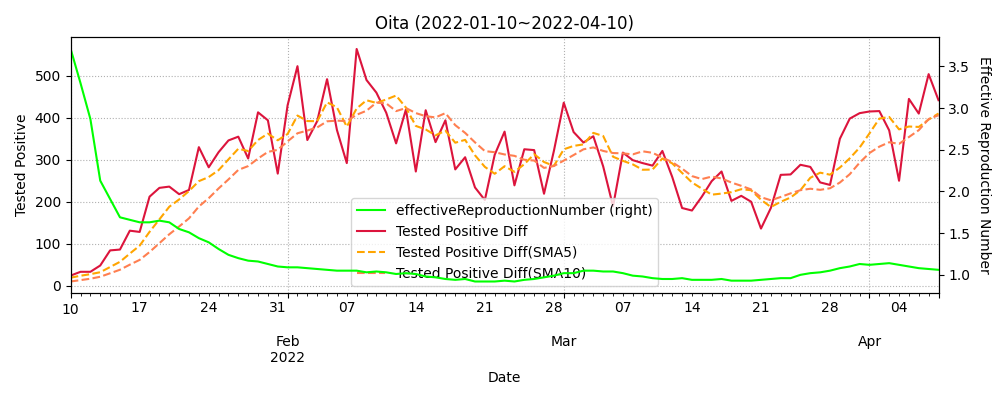 Oita (2022-01-10~2022-04-10)
Tested Positive
500
400
300
200
100
0
3.5
3.0
2.5
2.0
1.5
1.0
Effective Reproduction Number
effectiveReproductionNumber (right)
Tested Positive Diff
Tested Positive Diff(SMA5)
Tested Positive Diff(SMA10)
10 17 24 31 07 14 21 28 07 14 21 28 04
Feb Mar Apr
2022
Date